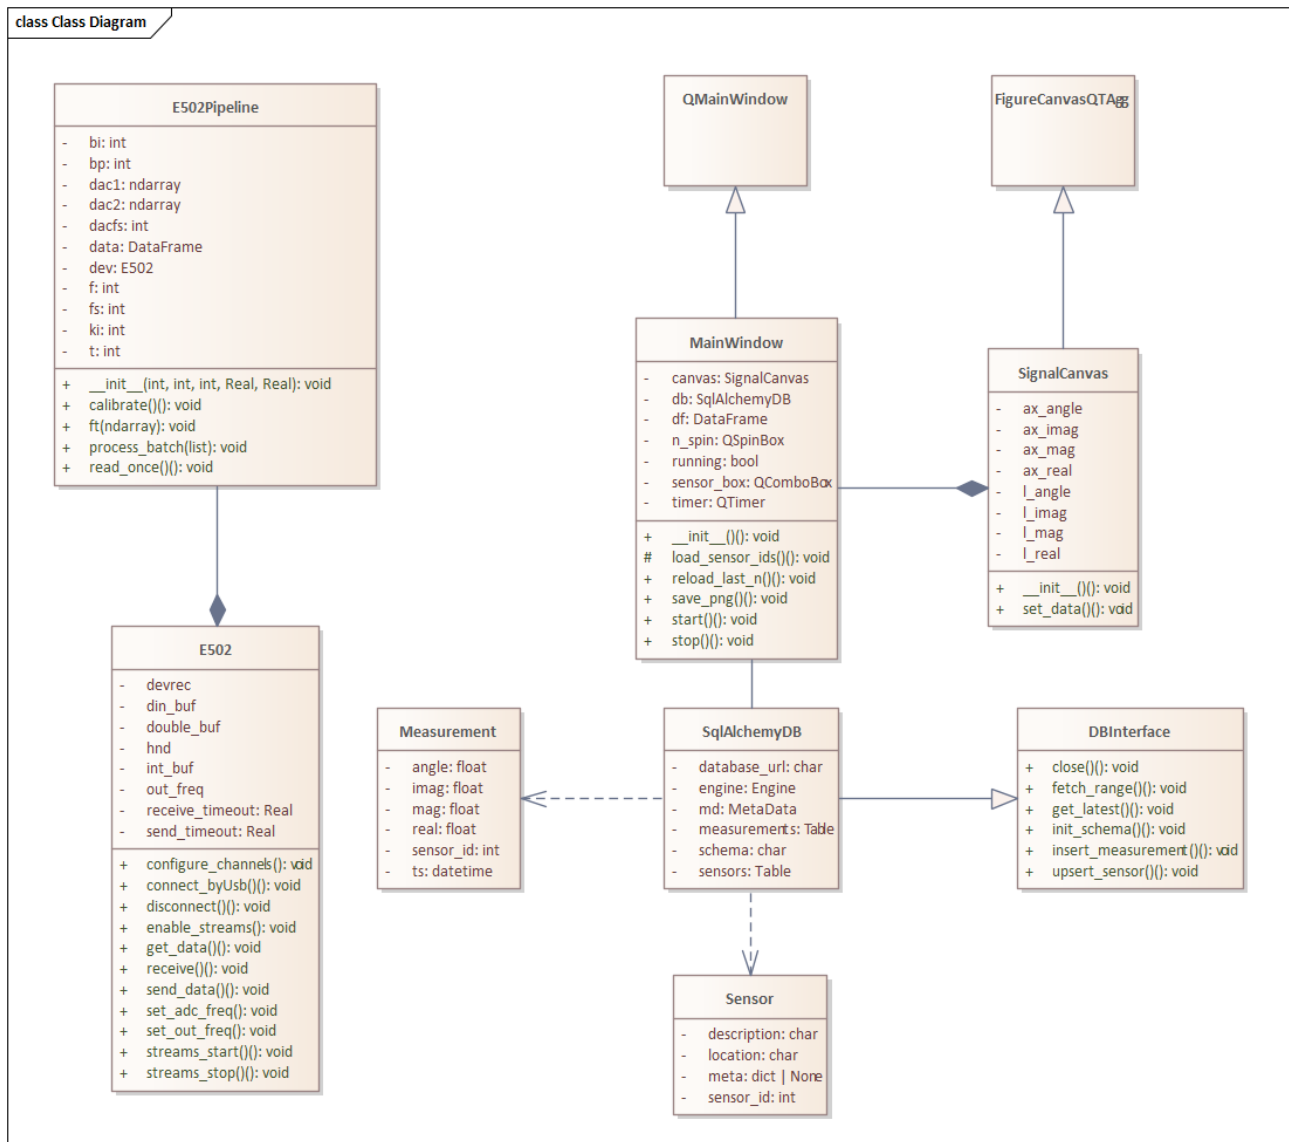 class Class Diagram
E502Pipeline
- bi: int
- bp: int
- dac1: ndarray
- dac2: ndarray
- dacfs: int
- data: DataFrame
- dev: E502
- f: int
- fs: int
- ki: int
- t: int
+ __init__(int, int, int, Real, Real): void
+ calibrate()(): void
+ ft(ndarray): void
+ process_batch(list): void
+ read_once()(): void
QMainWindow
FigureCanvasQTAgg
MainWindow
- canvas: SignalCanvas
- db: SqlAlchemyDB
- df: DataFrame
- n_spin: QSpinBox
- running: bool
- sensor_box: QComboBox
- timer: QTimer
+ __init__()(): void
# load_sensor_ids()(): void
+ reload_last_n()(): void
+ save_png()(): void
+ start()(): void
+ stop()(): void
SignalCanvas
- ax_angle
- ax_imag
- ax_mag
- ax_real
- l_angle
- l_imag
- l_mag
- l_real
+ __init__()(): void
+ set_data()(): void
E502
- devrec
- din_buf
- double_buf
- hnd
- int_buf
- out_freq
- receive_timeout: Real
- send_timeout: Real
+ configure_channels(): void
+ connect_byUsb()(): void
+ disconnect()(): void
+ enable_streams(): void
+ get_data()(): void
+ receive()(): void
+ send_data()(): void
+ set_adc_freq(): void
+ set_out_freq(): void
+ streams_start()(): void
+ streams_stop()(): void
Measurement
- angle: float
- imag: float
- mag: float
- real: float
- sensor_id: int
- ts: datetime
SqlAlchemyDB
- database_url: char
- engine: Engine
- md: MetaData
- measurements: Table
- schema: char
- sensors: Table
DBInterface
+ close()(): void
+ fetch_range()(): void
+ get_latest()(): void
+ init_schema()(): void
+ insert_measurement()(): void
+ upsert_sensor()(): void
Sensor
- description: char
- location: char
- meta: dict | None
- sensor_id: int